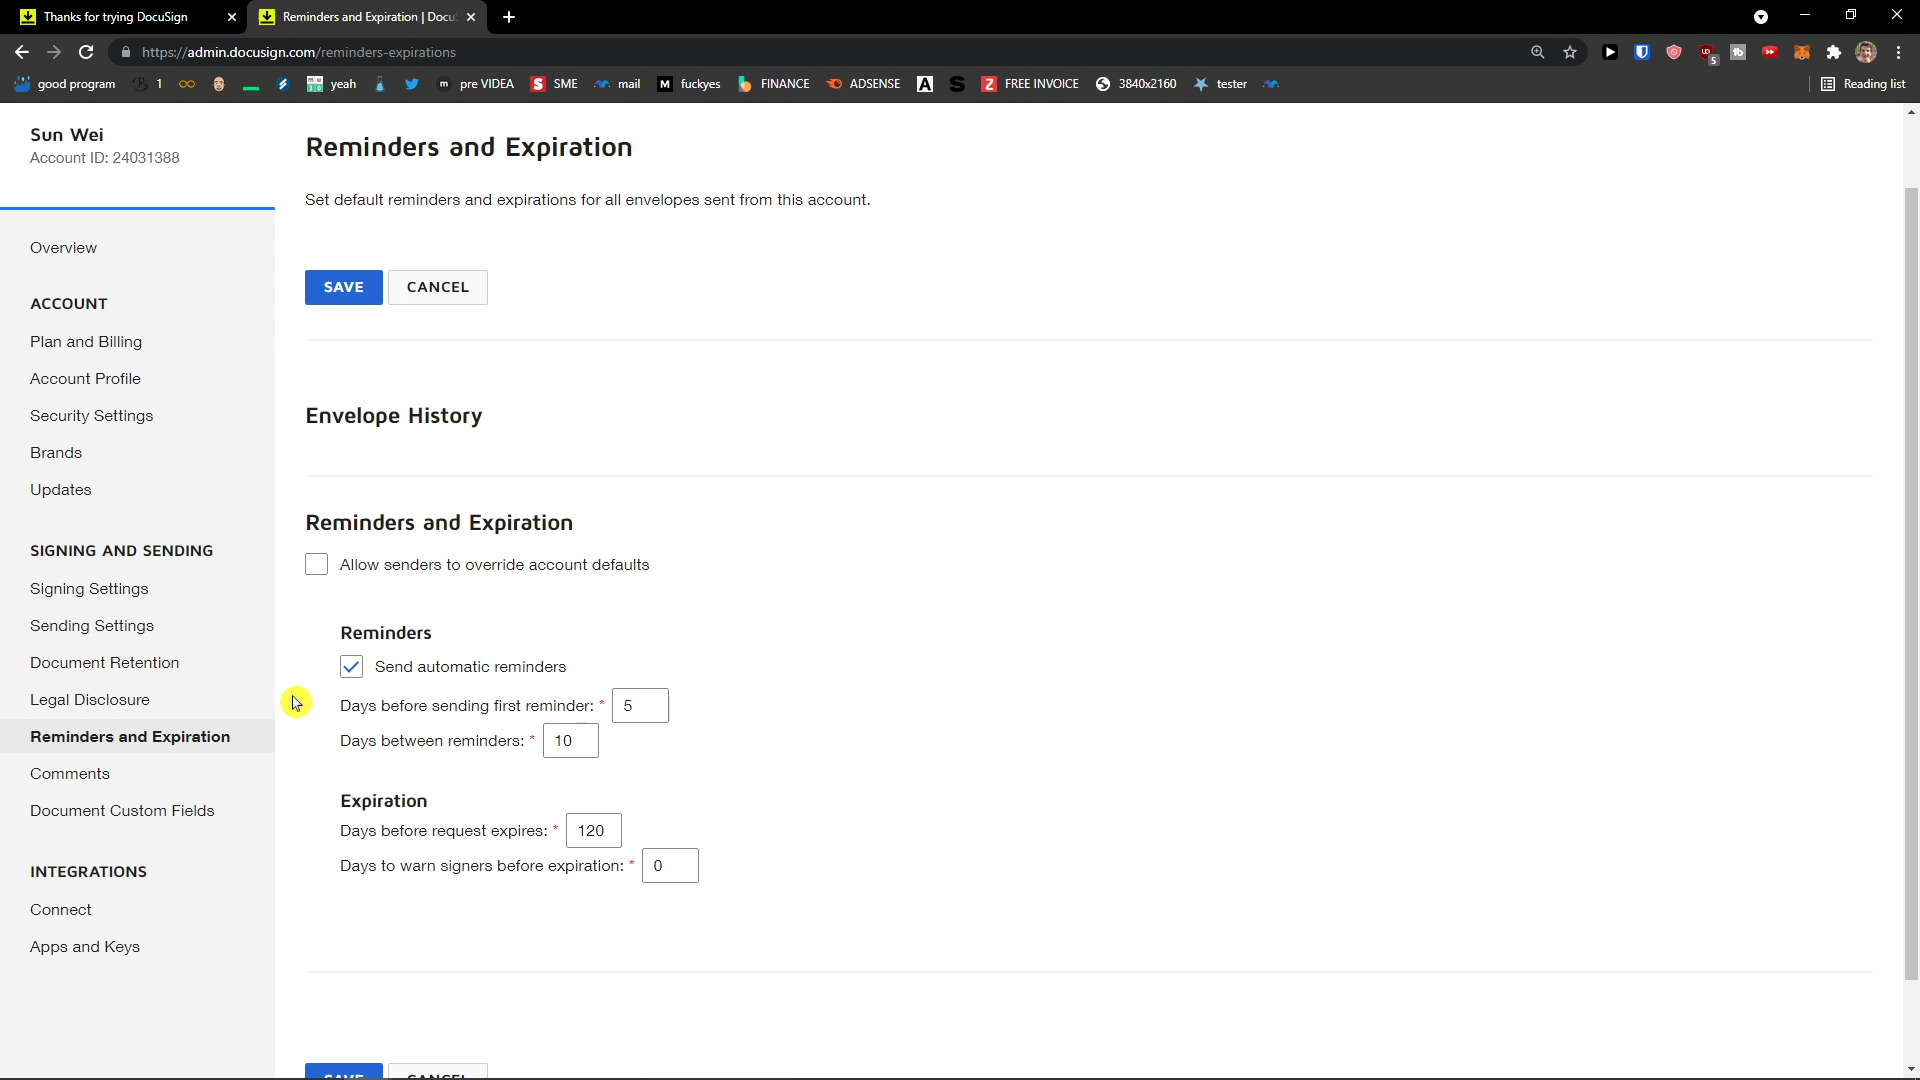 Thanks for trying DocuSign
Reminders and Expiration | Docu
https://admin.docusign.com/reminders-expirations
good program
1
yeah
pre VIDEA
SME
mail
fuckyes
FINANCE
ADSENSE
FREE INVOICE
3840x2160
tester
Reading list
Sun Wei
Account ID: 24031388
Overview
ACCOUNT
Plan and Billing
Account Profile
Security Settings
Brands
Updates
SIGNING AND SENDING
Signing Settings
Sending Settings
Document Retention
Legal Disclosure
Reminders and Expiration
Comments
Document Custom Fields
INTEGRATIONS
Connect
Apps and Keys
Reminders and Expiration
Set default reminders and expirations for all envelopes sent from this account.
SAVE CANCEL
Envelope History
Reminders and Expiration
Allow senders to override account defaults
Reminders
Send automatic reminders
Days before sending first reminder: * 5
Days between reminders: * 10
Expiration
Days before request expires: * 120
Days to warn signers before expiration: * 0
SAVE CANCEL